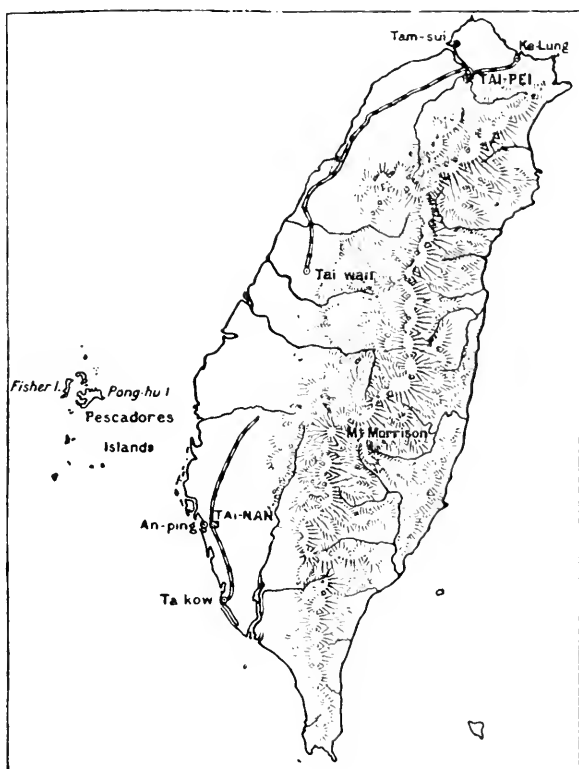 Tam-sui
Ke-Lung
TAI-PEI
Tai wan
Fisher I.
Pong-hu I
Pescadores
Islands
Mt Morrison
TAI-NAN
An-ping
Ta kow